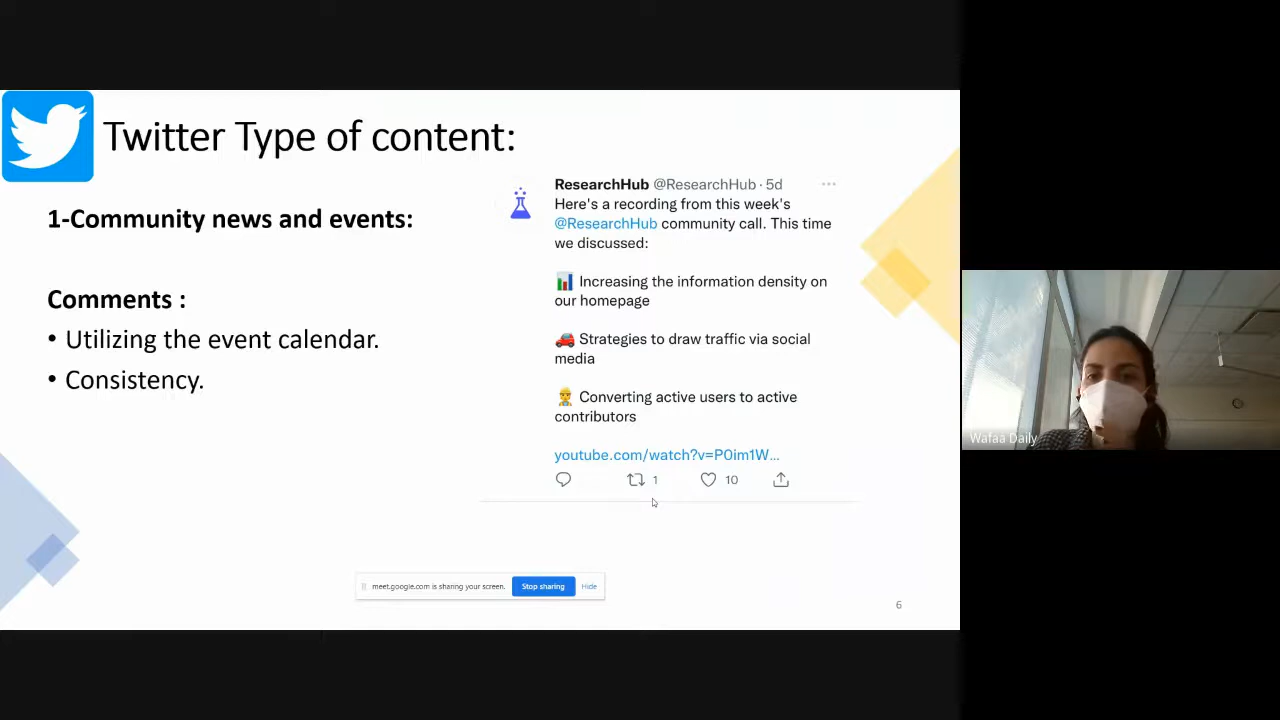 Twitter Type of content:
1-Community news and events:
Comments :
• Utilizing the event calendar.
• Consistency.
ResearchHub @ResearchHub · 5d
Here's a recording from this week's
@ResearchHub community call. This time
we discussed:
📊 Increasing the information density on
our homepage
🚗 Strategies to draw traffic via social
media
👷 Converting active users to active
contributors
youtube.com/watch?v=P0im1W...
1 10
meet.google.com is sharing your screen. Stop sharing Hide
6
Wafaa Daily